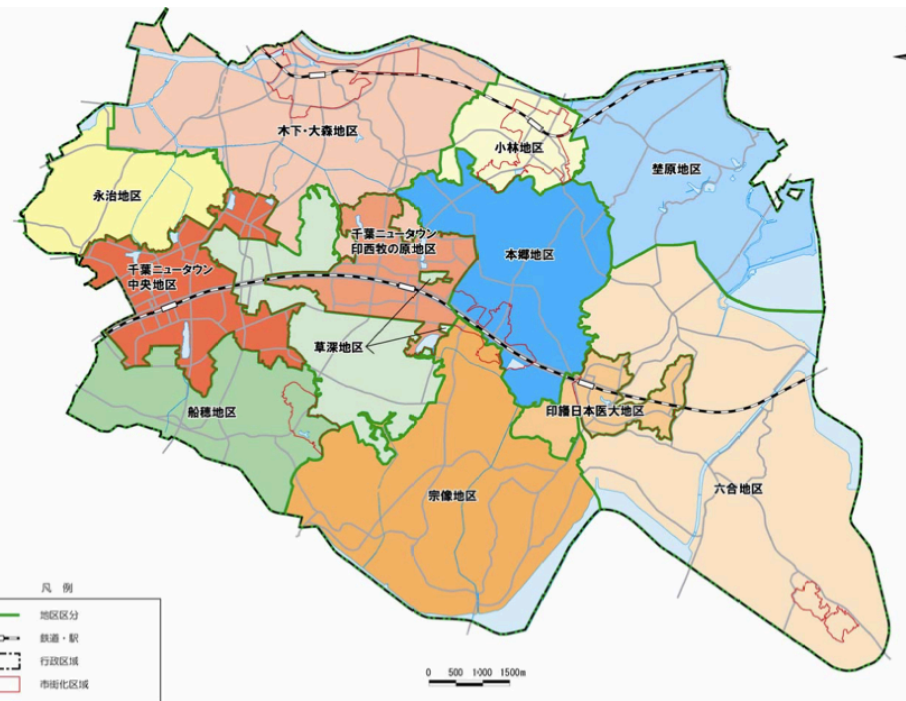 木下・大森地区
小林地区
埜原地区
永治地区
千葉ニュータウン
印西牧の原地区
本郷地区
千葉ニュータウン
中央地区
草深地区
船穂地区
印旛日本医大地区
宗像地区
六合地区
凡 例
地区区分
鉄道・駅
行政区域
市街化区域
0 500 1000 1500m